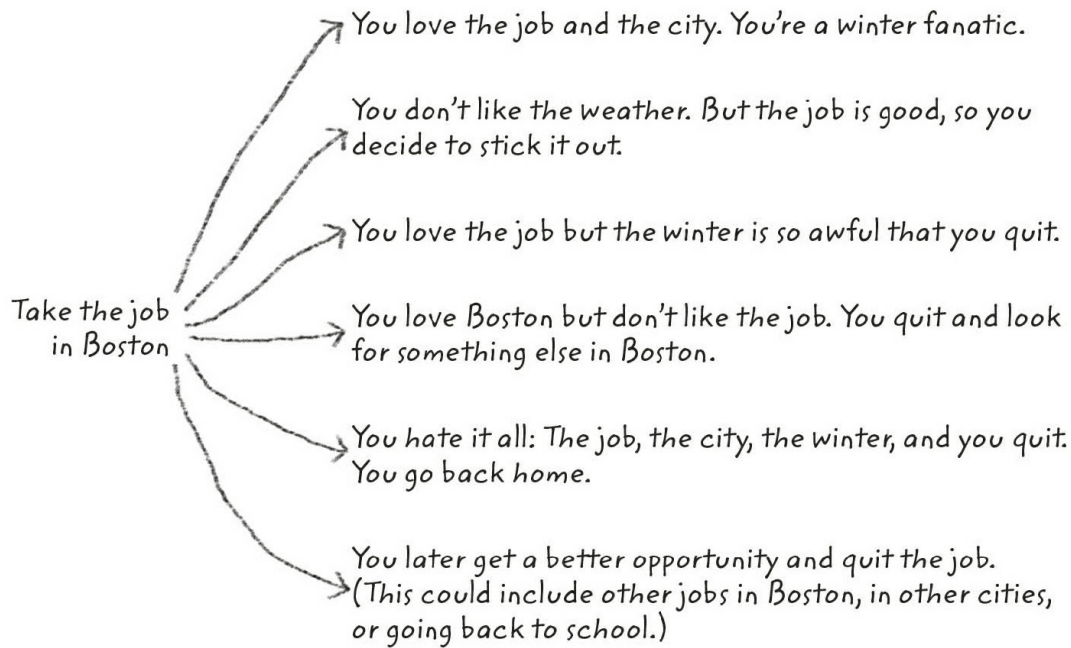 You love the job and the city. You're a winter fanatic.
You don't like the weather. But the job is good, so you
decide to stick it out.
You love the job but the winter is so awful that you quit.
Take the job
in Boston
You love Boston but don't like the job. You quit and look
for something else in Boston.
You hate it all: The job, the city, the winter, and you quit.
You go back home.
You later get a better opportunity and quit the job.
(This could include other jobs in Boston, in other cities,
or going back to school.)